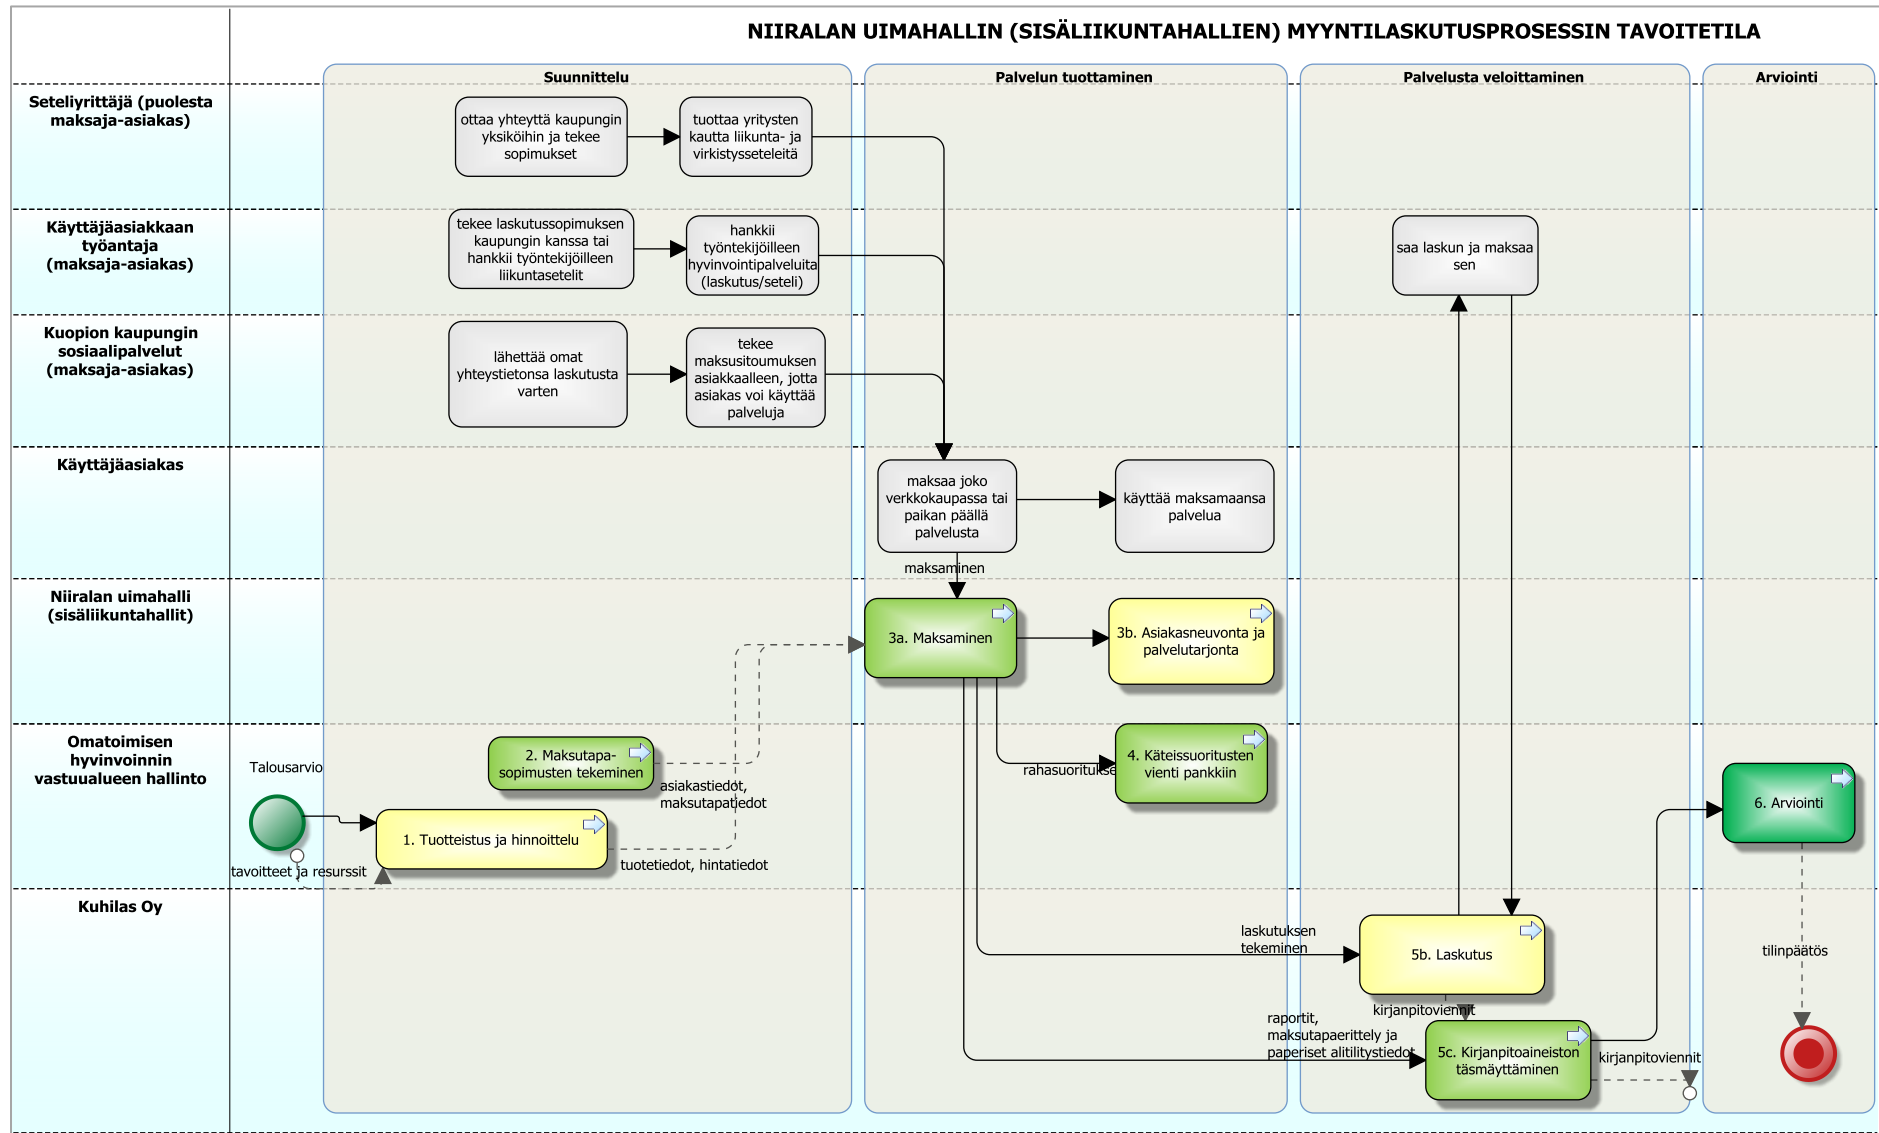 NIIRALAN UIMAHALLIN (SISÄLIIKUNTAHALLIEN) MYYNTILASKUTUSPROSESSIN TAVOITETILA
Suunnittelu
Palvelun tuottaminen
Palvelusta veloittaminen
Arviointi
Seteliyrittäjä (puolesta
maksaja-asiakas)
ottaa yhteyttä kaupungin
yksiköihin ja tekee
sopimukset
tuottaa yritysten
kautta liikunta- ja
virkistysseteleitä
Käyttäjäasiakkaan
työantaja
(maksaja-asiakas)
tekee laskutussopimuksen
kaupungin kanssa tai
hankkii työntekijöilleen
liikuntasetelit
hankkii
työntekijöilleen
hyvinvointipalveluita
(laskutus/seteli)
saa laskun ja maksaa
sen
Kuopion kaupungin
sosiaalipalvelut
(maksaja-asiakas)
lähettää omat
yhteystietonsa laskutusta
varten
tekee
maksusitoumuksen
asiakkaalleen, jotta
asiakas voi käyttää
palveluja
Käyttäjäasiakas
maksaa joko
verkkokaupassa tai
paikan päällä
palvelusta
käyttää maksamaansa
palvelua
maksaminen
Niiralan uimahalli
(sisäliikuntahallit)
3a. Maksaminen
3b. Asiakasneuvonta ja
palvelutarjonta
Omatoimisen
hyvinvoinnin
vastuualueen hallinto
Talousarvio
2. Maksutapa-
sopimusten tekeminen
asiakastiedot,
maksutapatiedot
rahasuoritukse
4. Käteissuoritusten
vienti pankkiin
6. Arviointi
1. Tuotteistus ja hinnoittelu
tavoitteet ja resurssit
tuotetiedot, hintatiedot
Kuhilas Oy
laskutuksen
tekeminen
5b. Laskutus
tilinpäätös
kirjanpitoviennit
raportit,
maksutapaerittely ja
paperiset alitilitystiedot
5c. Kirjanpitoaineiston
täsmäyttäminen
kirjanpitoviennit